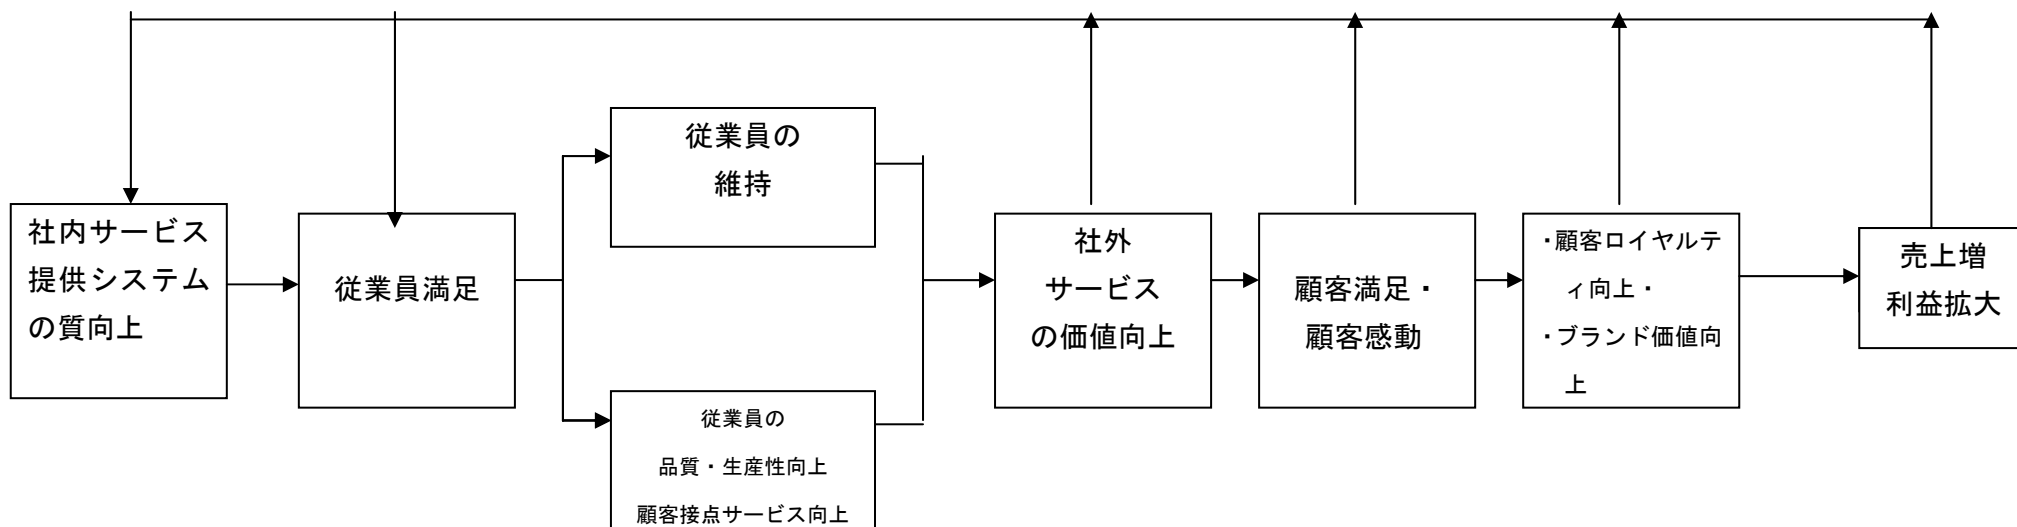 社内サービス
提供システム
の質向上
従業員満足
従業員の
維持
従業員の
品質・生産性向上
顧客接点サービス向上
社外
サービス
の価値向上
顧客満足・
顧客感動
・顧客ロイヤルテ
ィ向上・
・ブランド価値向
上
売上増
利益拡大